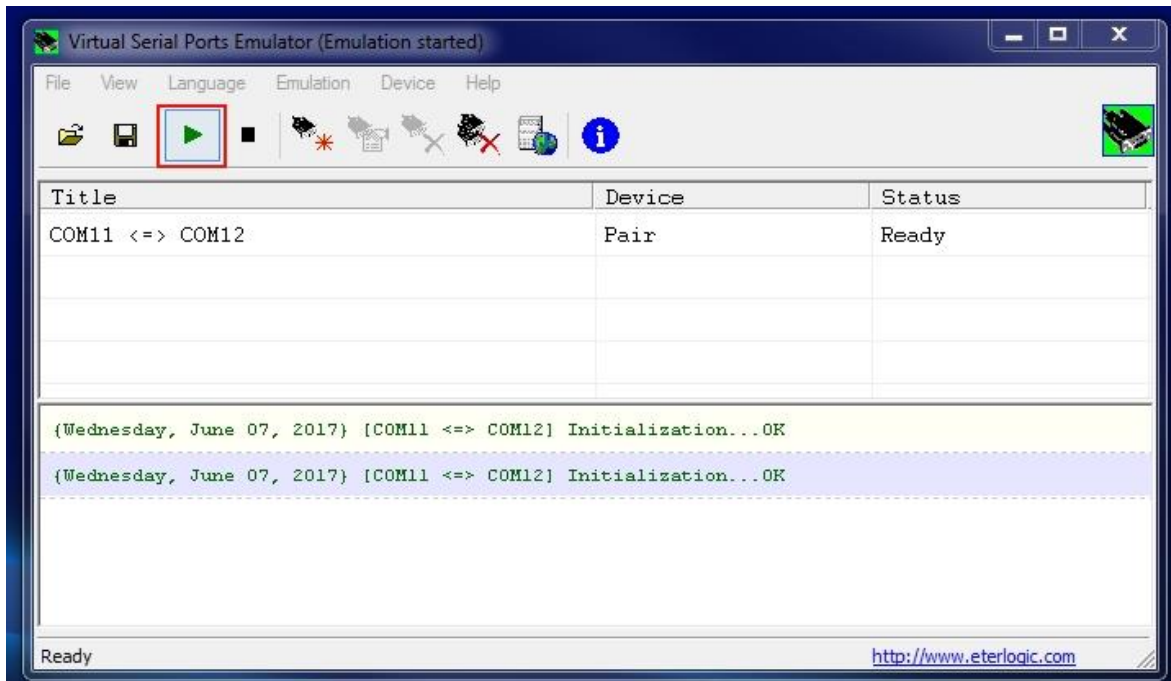 Virtual Serial Ports Emulator (Emulation started)
File View Language Emulation Device Help
Title Device Status
COM11 <=> COM12 Pair Ready
{Wednesday, June 07, 2017} [COM11 <=> COM12] Initialization...OK
{Wednesday, June 07, 2017} [COM11 <=> COM12] Initialization...OK
Ready http://www.eterlogic.com